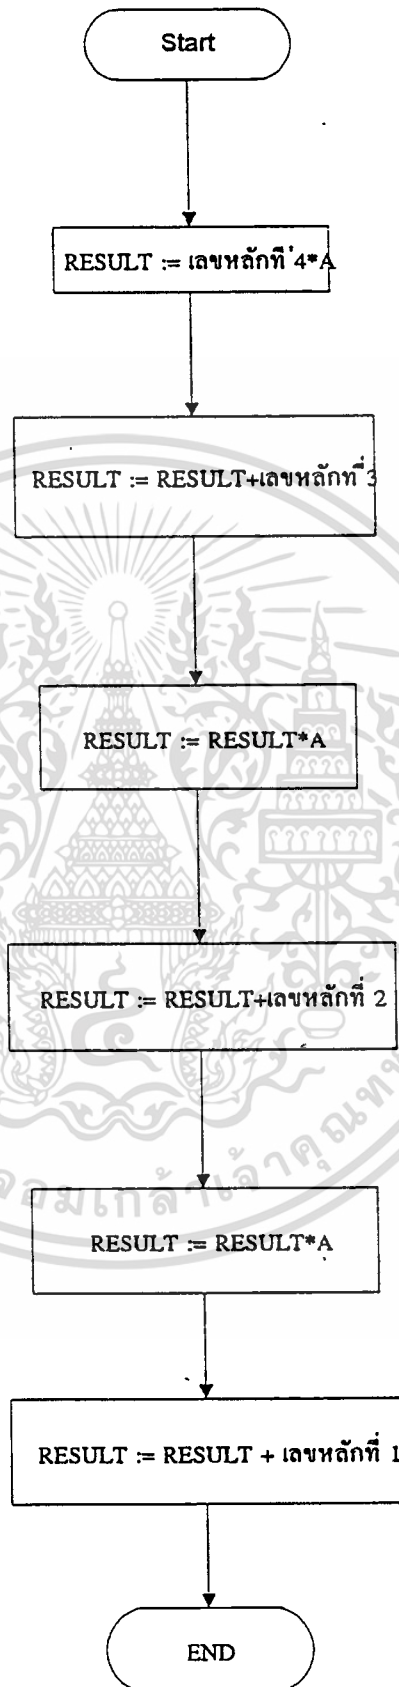 Start
RESULT := เลขหลักที่ 4*A
RESULT := RESULT+เลขหลักที่ 3
RESULT := RESULT*A
RESULT := RESULT+เลขหลักที่ 2
RESULT := RESULT*A
RESULT := RESULT + เลขหลักที่ 1
END